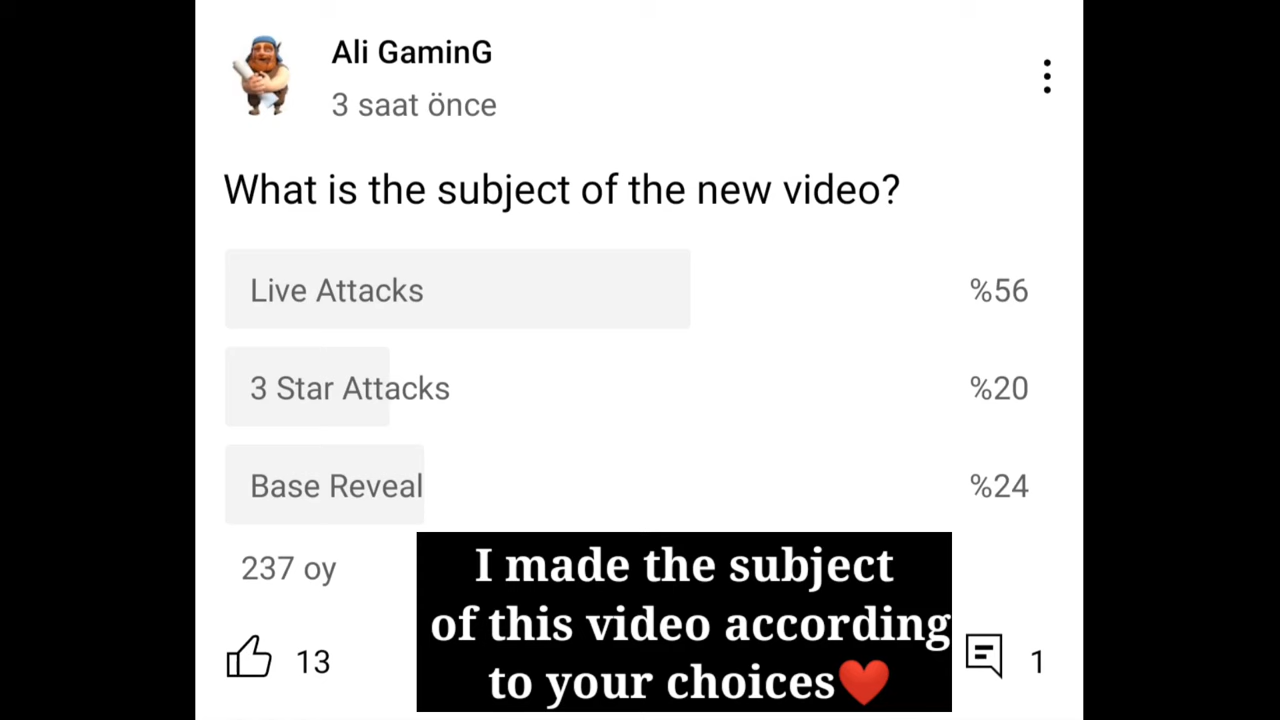 Ali GaminG
3 saat önce
What is the subject of the new video?
Live Attacks %56
3 Star Attacks %20
Base Reveal %24
237 oy
I made the subject
of this video according
to your choices❤️
13
1